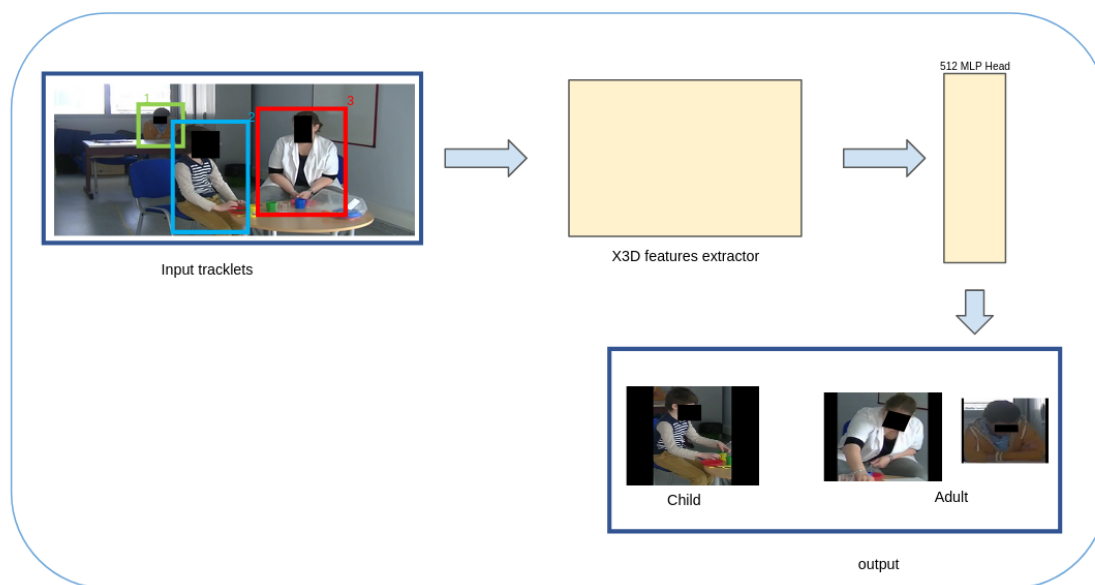 512 MLP Head
1
2
3
Input tracklets
X3D features extractor
Child
Adult
output